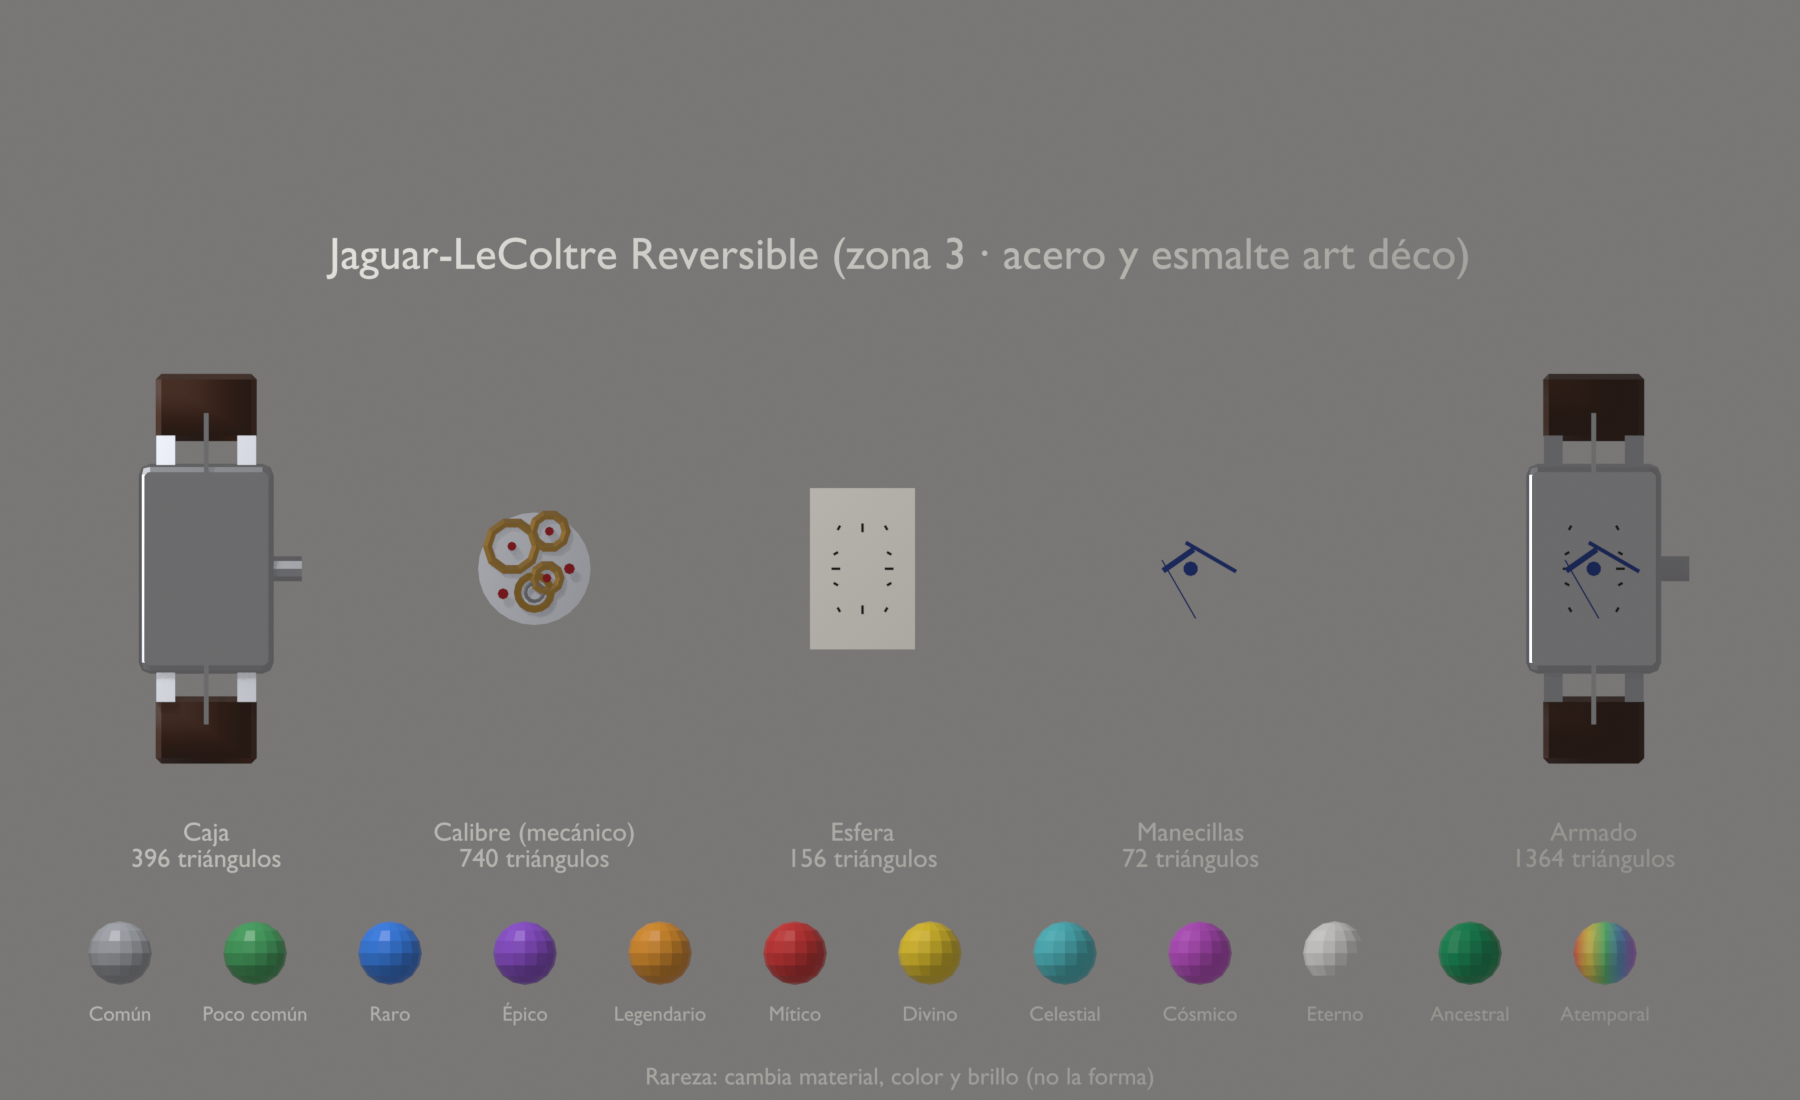 Jaguar-LeColtre Reversible (zona 3 · acero y esmalte art déco)
Caja
396 triángulos
Calibre (mecánico)
740 triángulos
Esfera
156 triángulos
Manecillas
72 triángulos
Armado
1364 triángulos
Común
Poco común
Raro
Épico
Legendario
Mítico
Divino
Celestial
Cósmico
Eterno
Ancestral
Atemporal
Rareza: cambia material, color y brillo (no la forma)